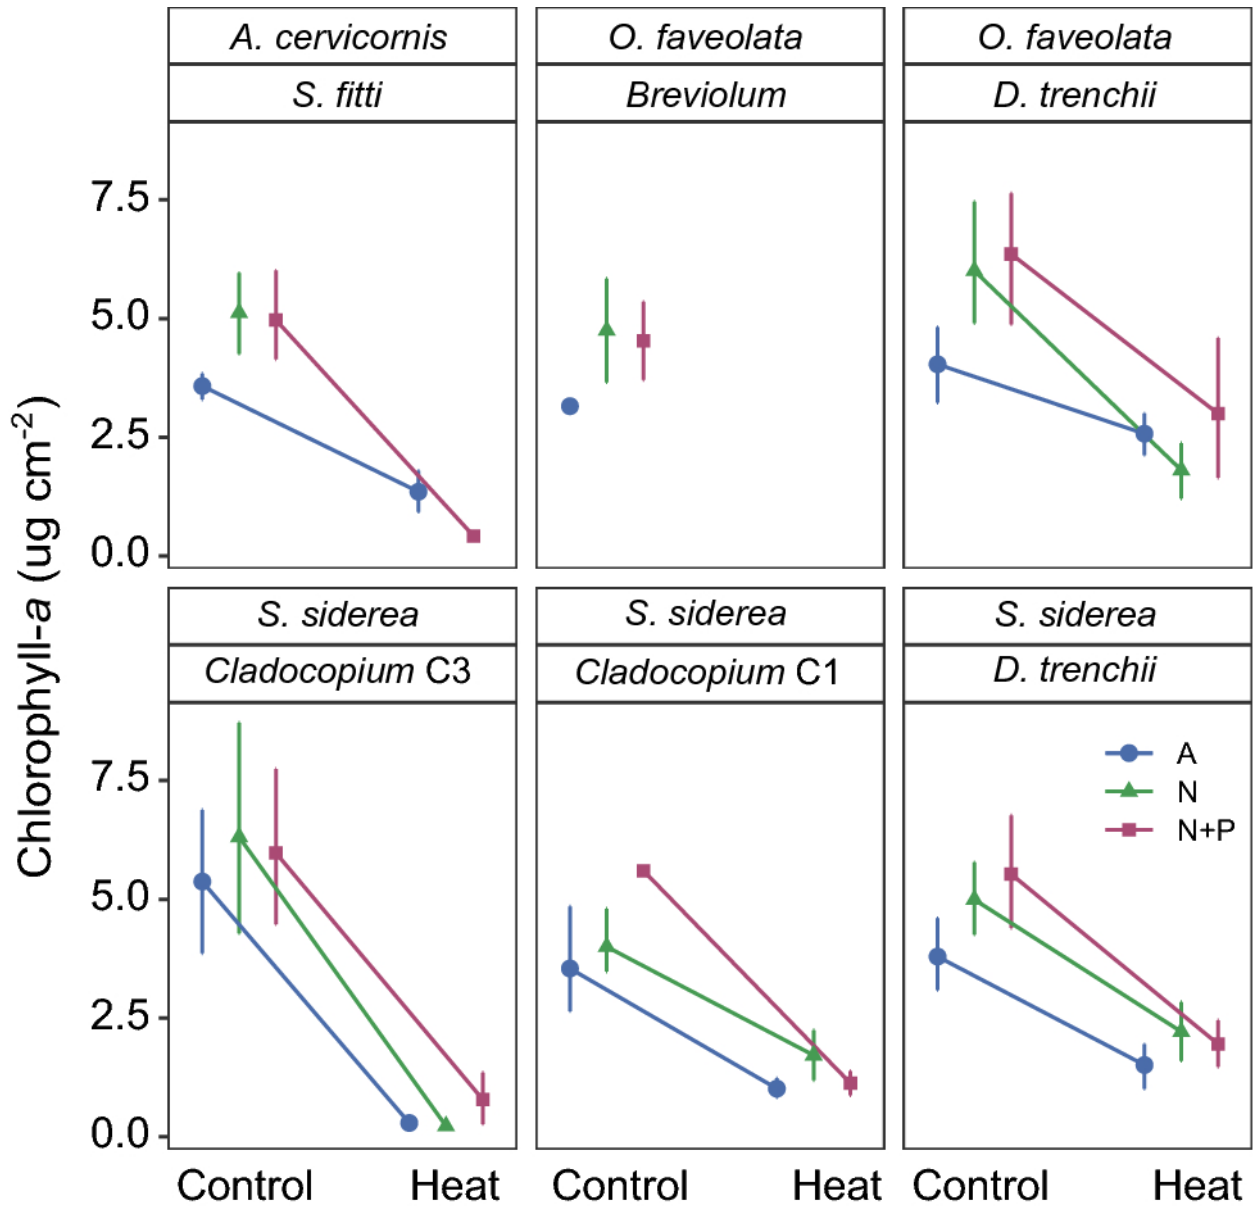 A. cervicornis
O. faveolata
O. faveolata
S. fitti
Breviolum
D. trenchii
7.5
5.0
2.5
0.0
Chlorophyll-a (ug cm-2)
S. siderea
S. siderea
S. siderea
Cladocopium C3
Cladocopium C1
D. trenchii
7.5
5.0
2.5
0.0
A
N
N+P
Control
Heat
Control
Heat
Control
Heat